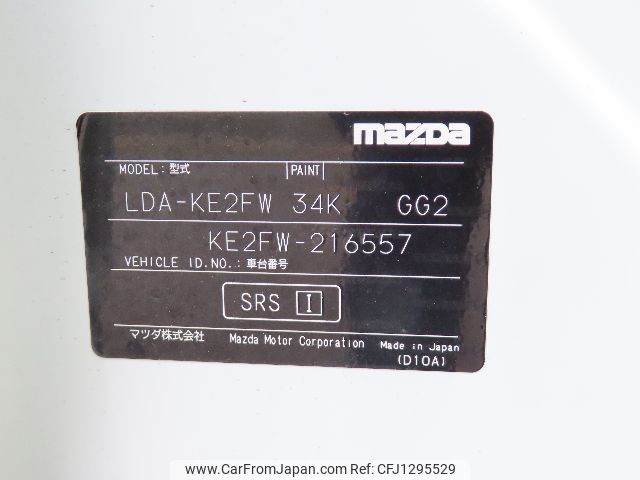 mazda
MODEL:型式 PAINT
LDA-KE2FW 34K GG2
KE2FW-216557
VEHICLE ID.NO.:車台番号
SRS I
マツダ株式会社 Mazda Motor Corporation Made in Japan
(D10A)
www.CarFromJapan.com | CFJ1295529